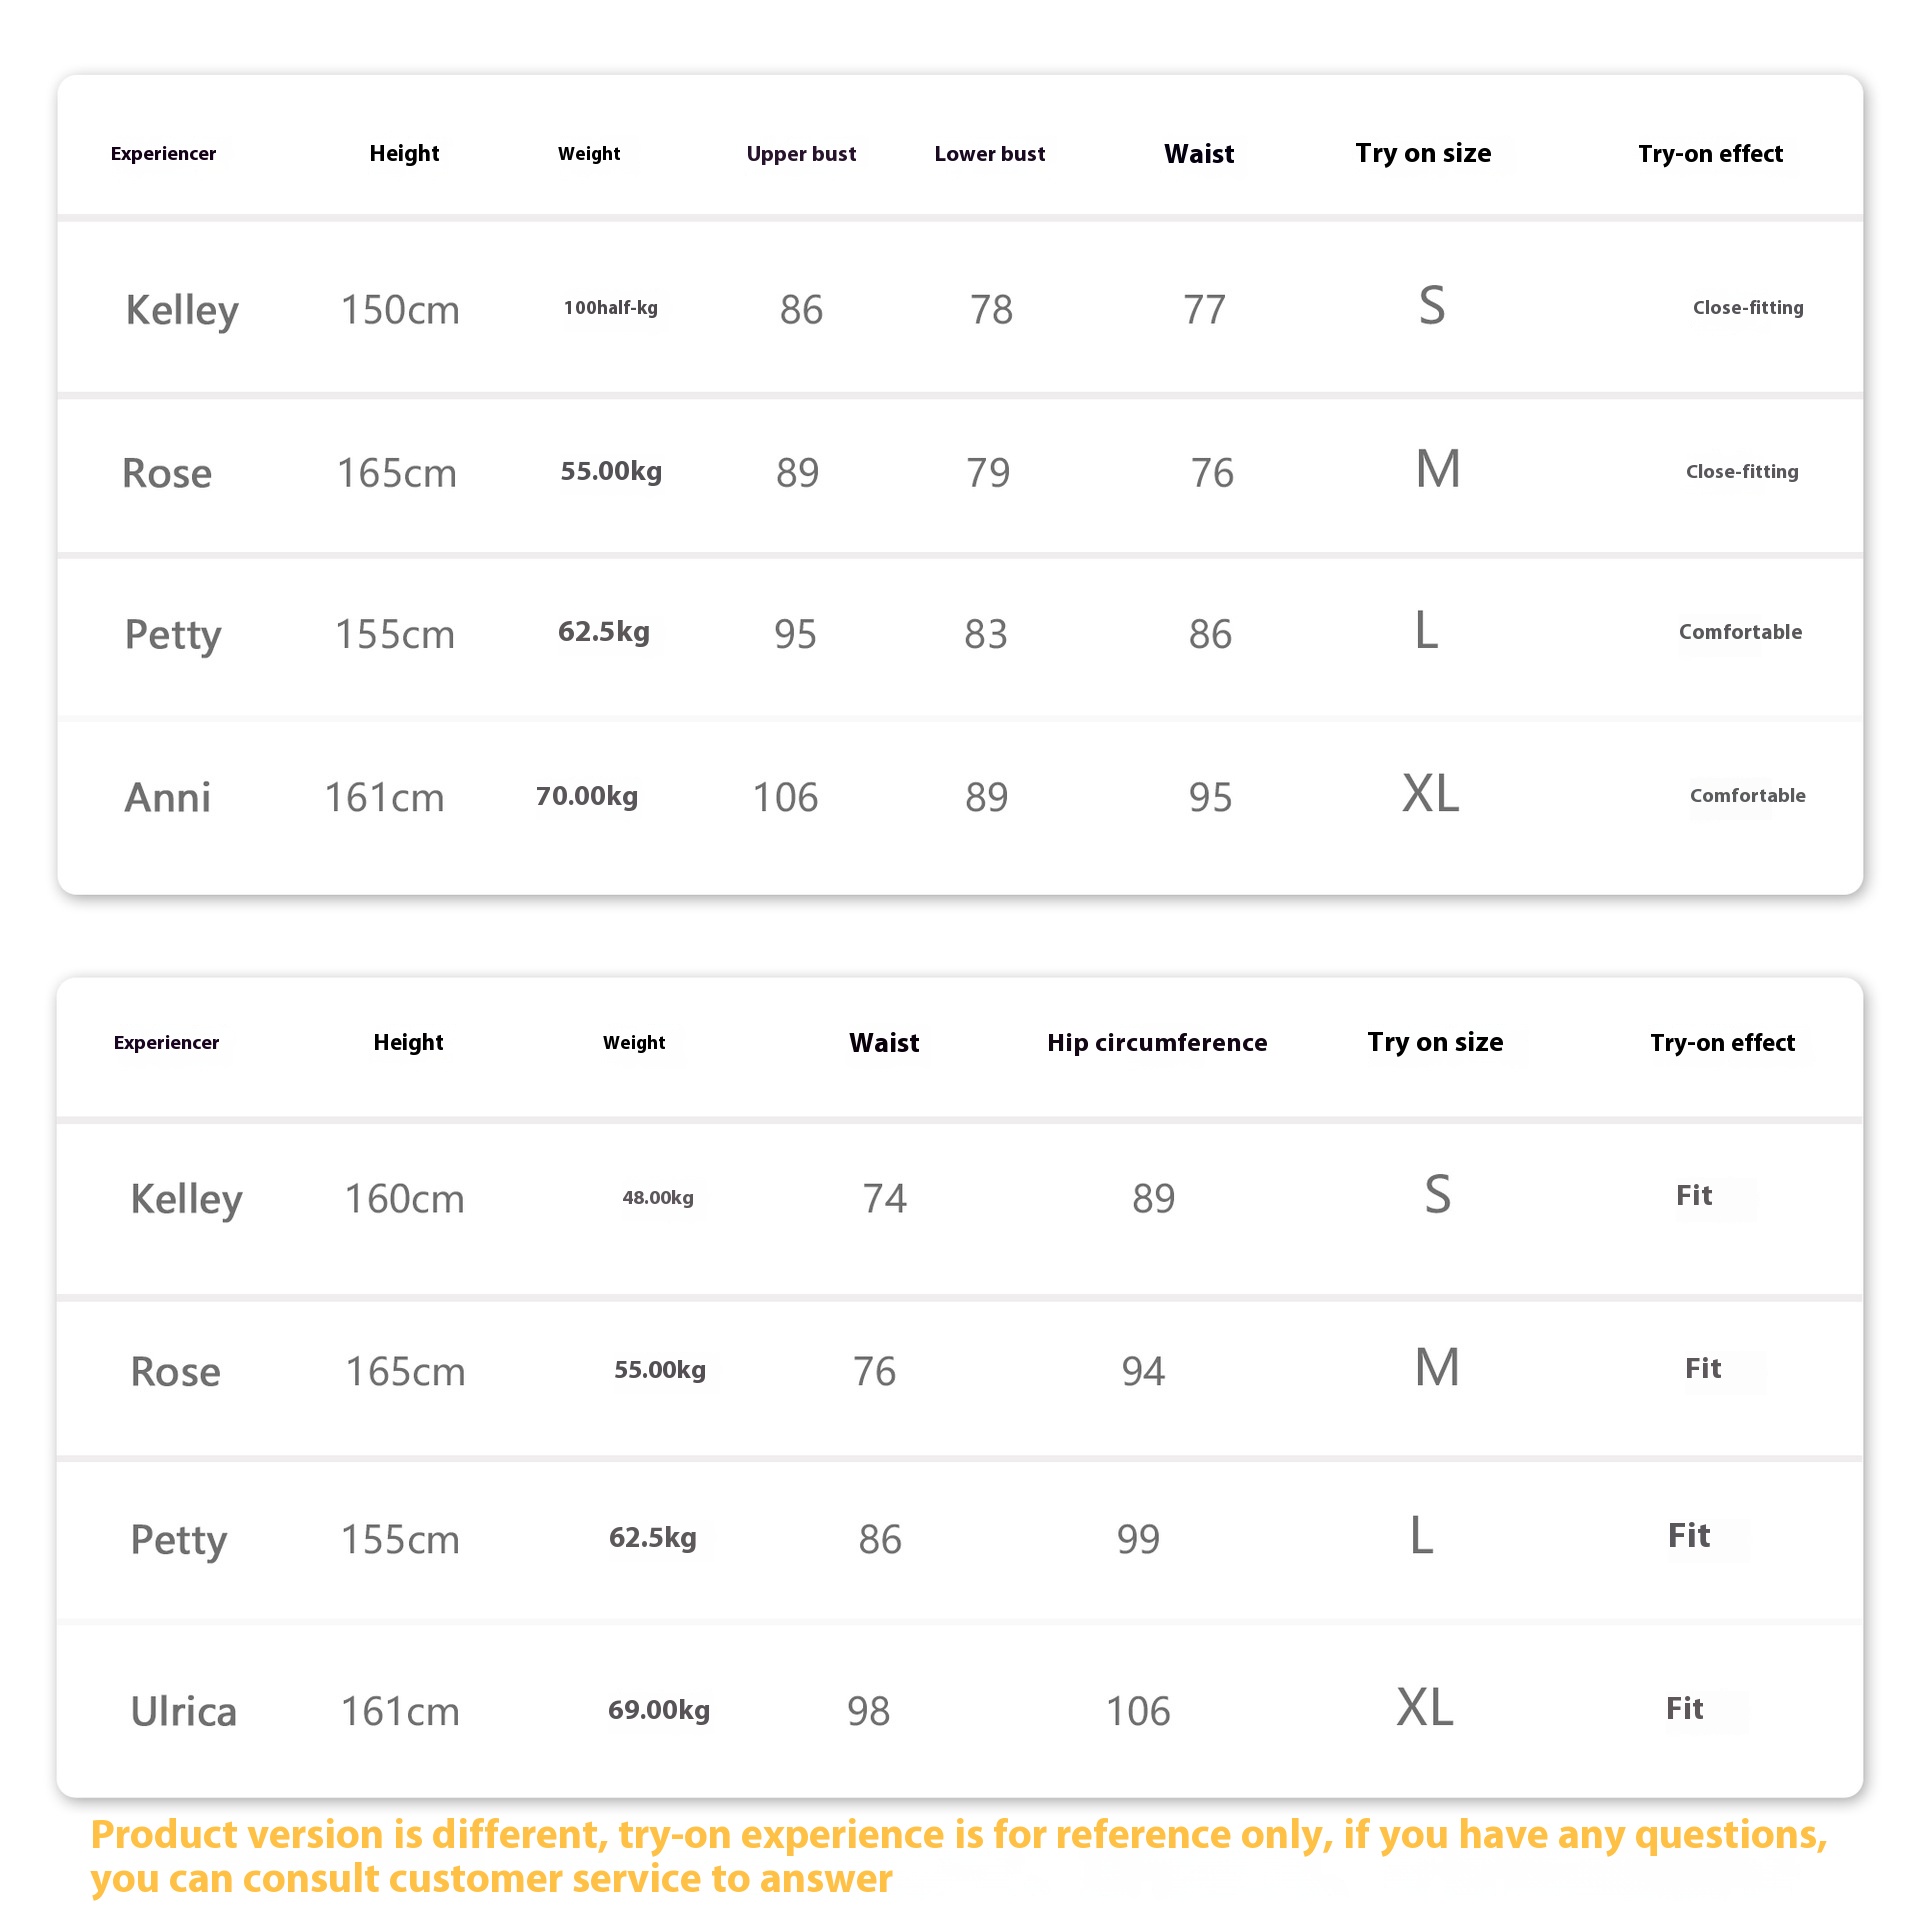 Experiencer Height Weight Upper bust Lower bust Waist Try on size Try-on effect
Kelley 150cm 100half-kg 86 78 77 S Close-fitting
Rose 165cm 55.00kg 89 79 76 M Close-fitting
Petty 155cm 62.5kg 95 83 86 L Comfortable
Anni 161cm 70.00kg 106 89 95 XL Comfortable
Experiencer Height Weight Waist Hip circumference Try on size Try-on effect
Kelley 160cm 48.00kg 74 89 S Fit
Rose 165cm 55.00kg 76 94 M Fit
Petty 155cm 62.5kg 86 99 L Fit
Ulrica 161cm 69.00kg 98 106 XL Fit
Product version is different, try-on experience is for reference only, if you have any questions,
you can consult customer service to answer